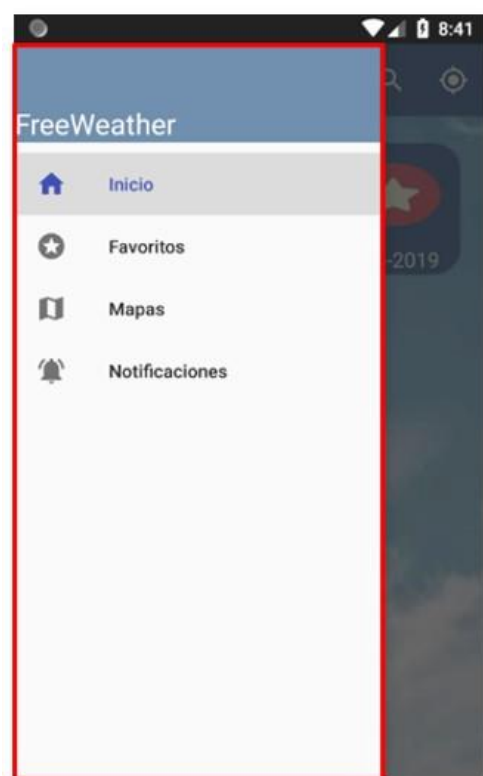 8:41
FreeWeather
Inicio
Favoritos
-2019
Mapas
Notificaciones